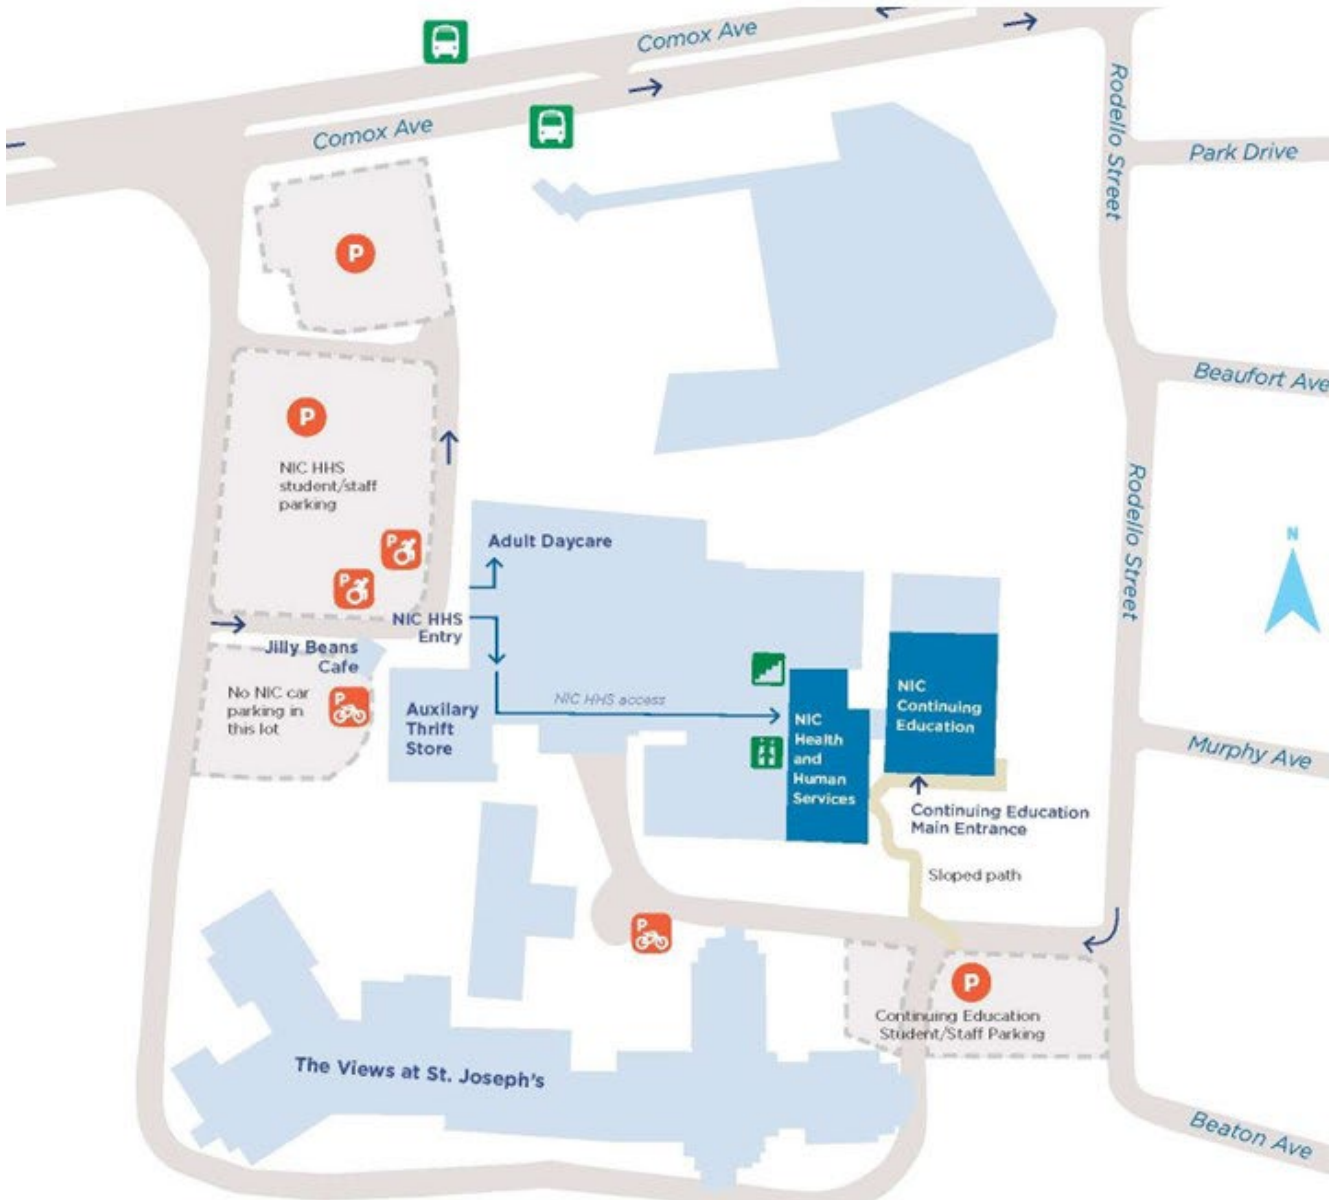 Comox Ave
Comox Ave
Rodello Street
Park Drive
P
Beaufort Ave
P
NIC HHS
student/staff
parking
Rodello Street
N
Adult Daycare
P
P
NIC HHS
Entry
Jilly Beans
Cafe
No NIC car
parking in
this lot
P
Auxilary
Thrift
Store
NIC HHS access
NIC
Health
and
Human
Services
NIC
Continuing
Education
Murphy Ave
Continuing Education
Main Entrance
Sloped path
P
P
Continuing Education
Student/Staff Parking
The Views at St. Joseph's
Beaton Ave